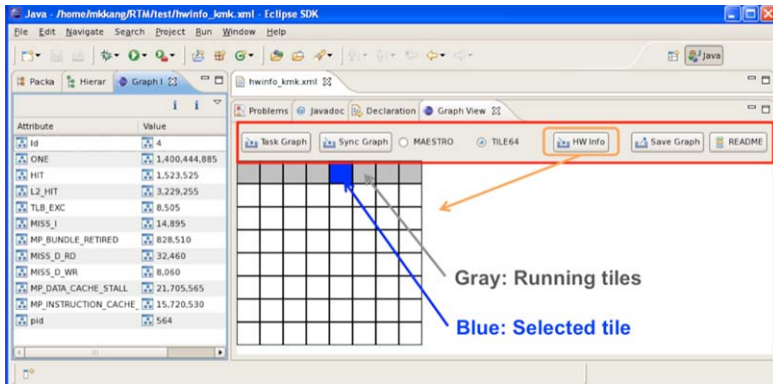 Java - /home/mkkang/RTM/test/hwinfo_kmk.xml - Eclipse SDK
File Edit Navigate Search Project Run Window Help
Java
Packa Hierar Graph I
hwinfo_kmk.xml
Problems Javadoc Declaration Graph View
Attribute Value
Task Graph Sync Graph MAESTRO TILE64 HW Info Save Graph README
Id 4
ONE 1,400,444,885
HIT 1,523,525
L2_HIT 3,229,255
TLB_EXC 8,505
MISS_I 14,895
MP_BUNDLE_RETIRED 828,510
MISS_D_RD 32,460
MISS_D_WR 8,060
MP_DATA_CACHE_STALL 21,705,565
MP_INSTRUCTION_CACHE_ 15,720,530
pid 564
Gray: Running tiles
Blue: Selected tile